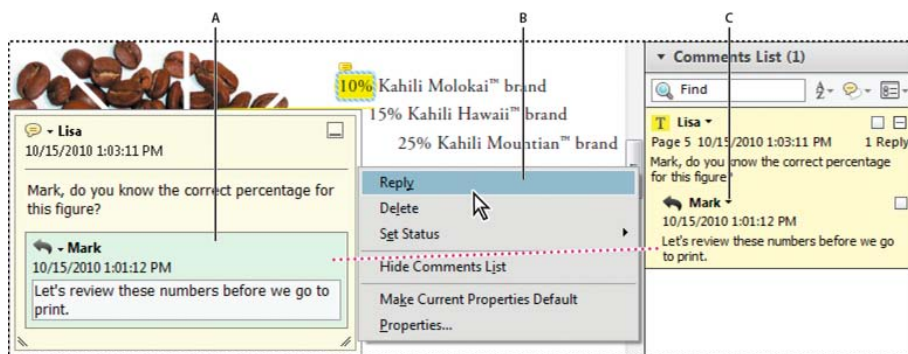 A
B
C
10% Kahili Molokai™ brand
15% Kahili Hawaii™ brand
25% Kahili Mountian™ brand
Lisa
10/15/2010 1:03:11 PM
Mark, do you know the correct percentage for
this figure?
Mark
10/15/2010 1:01:12 PM
Let's review these numbers before we go to
print.
Reply
Delete
Set Status
Hide Comments List
Make Current Properties Default
Properties...
Comments List (1)
Find
T Lisa
Page 5 10/15/2010 1:03:11 PM 1 Reply
Mark, do you know the correct percentage
for this figure?
Mark
10/15/2010 1:01:12 PM
Let's review these numbers before we go
to print.